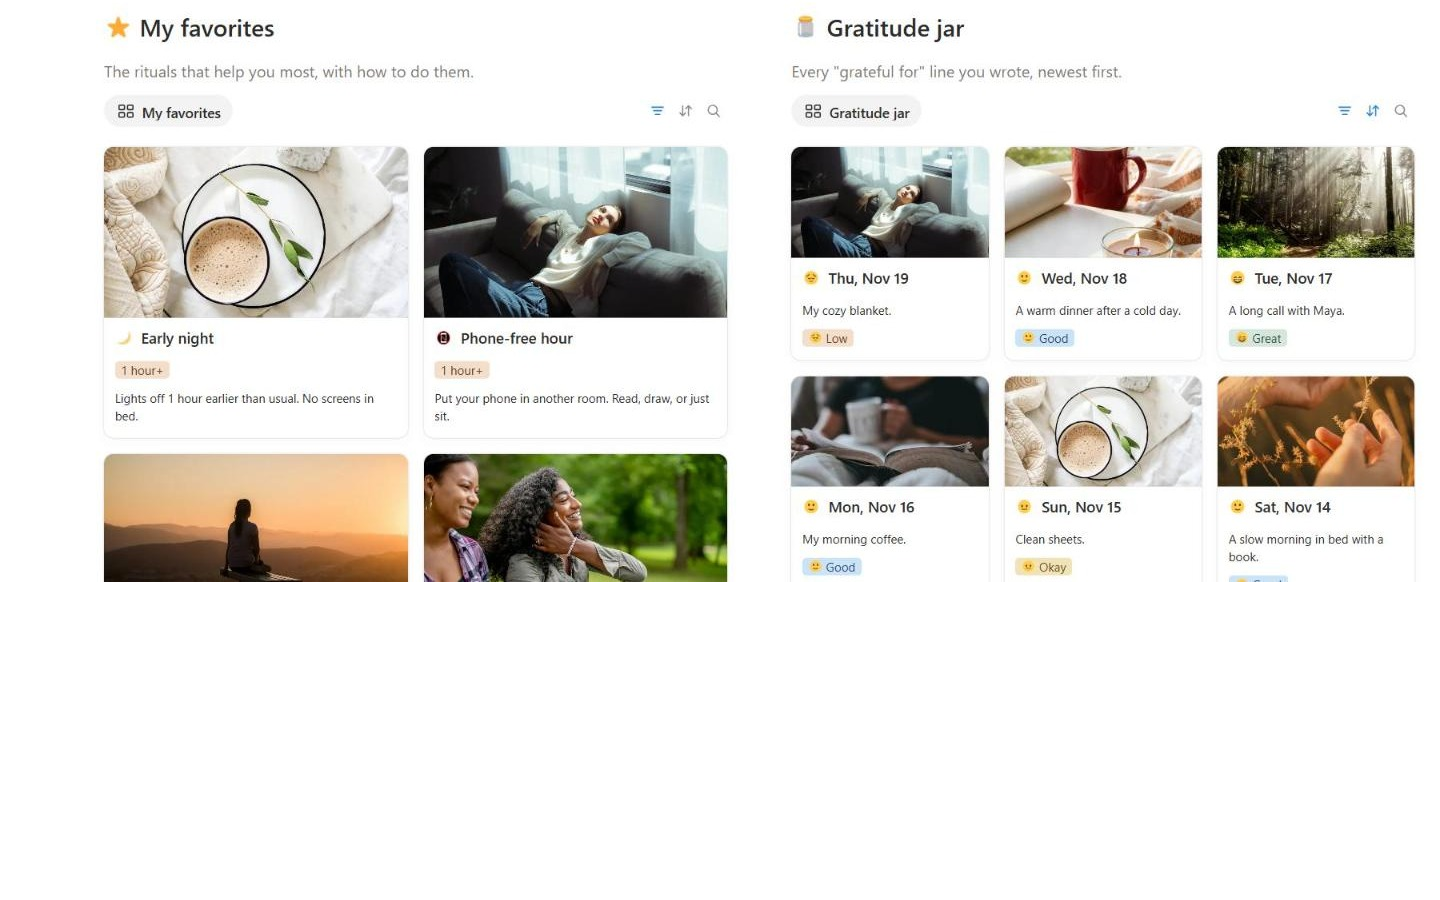 My favorites
The rituals that help you most, with how to do them.
My favorites
Early night
1 hour+
Lights off 1 hour earlier than usual. No screens in
bed.
Phone-free hour
1 hour+
Put your phone in another room. Read, draw, or just
sit.
Gratitude jar
Every "grateful for" line you wrote, newest first.
Gratitude jar
Thu, Nov 19
My cozy blanket.
Low
Wed, Nov 18
A warm dinner after a cold day.
Good
Tue, Nov 17
A long call with Maya.
Great
Mon, Nov 16
My morning coffee.
Good
Sun, Nov 15
Clean sheets.
Okay
Sat, Nov 14
A slow morning in bed with a
book.